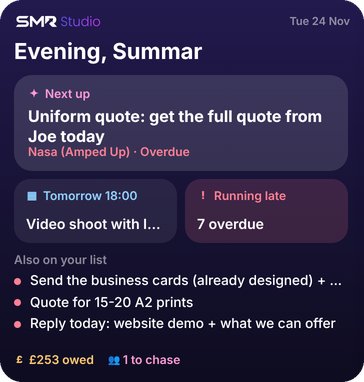 SMR Studio
Tue 24 Nov
Evening, Summar
Next up
Uniform quote: get the full quote from
Joe today
Nasa (Amped Up) · Overdue
Tomorrow 18:00
Video shoot with I...
! Running late
7 overdue
Also on your list
Send the business cards (already designed) + ...
Quote for 15-20 A2 prints
Reply today: website demo + what we can offer
£ £253 owed
1 to chase